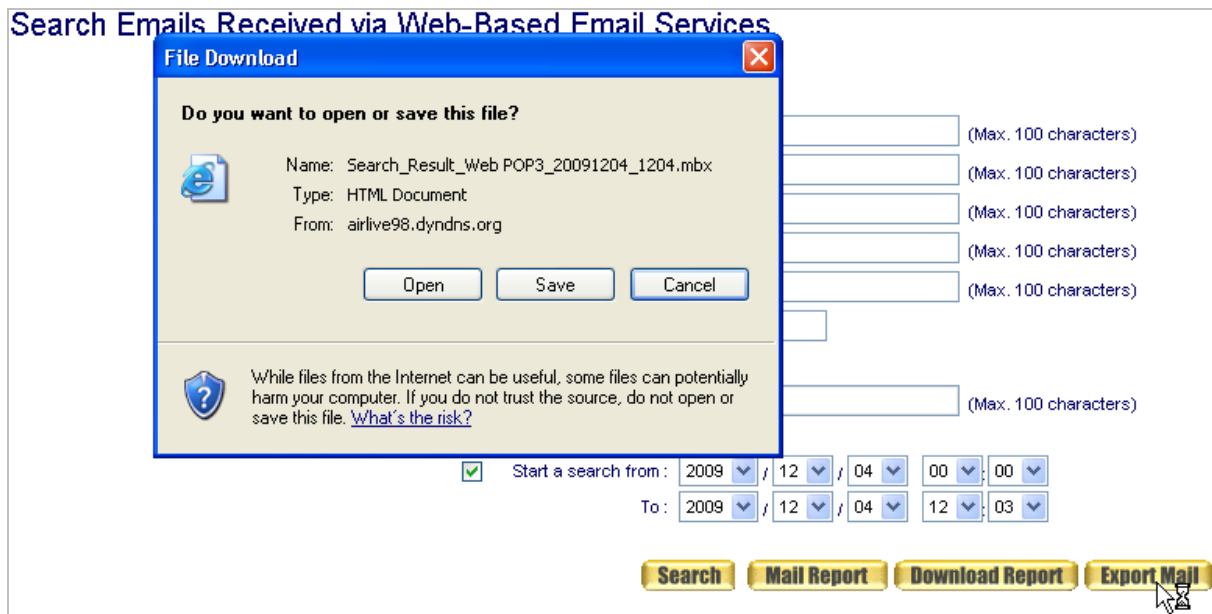 Search Emails Received via Web-Based Email Services
File Download
Do you want to open or save this file?
Name: Search_Result_Web POP3_20091204_1204.mbx
Type: HTML Document
From: airlive98.dyndns.org
Open Save Cancel
While files from the Internet can be useful, some files can potentially
harm your computer. If you do not trust the source, do not open or
save this file. What's the risk?
(Max. 100 characters)
(Max. 100 characters)
(Max. 100 characters)
(Max. 100 characters)
(Max. 100 characters)
(Max. 100 characters)
Start a search from : 2009 / 12 / 04 00 : 00
To : 2009 / 12 / 04 12 : 03
Search Mail Report Download Report Export Mail